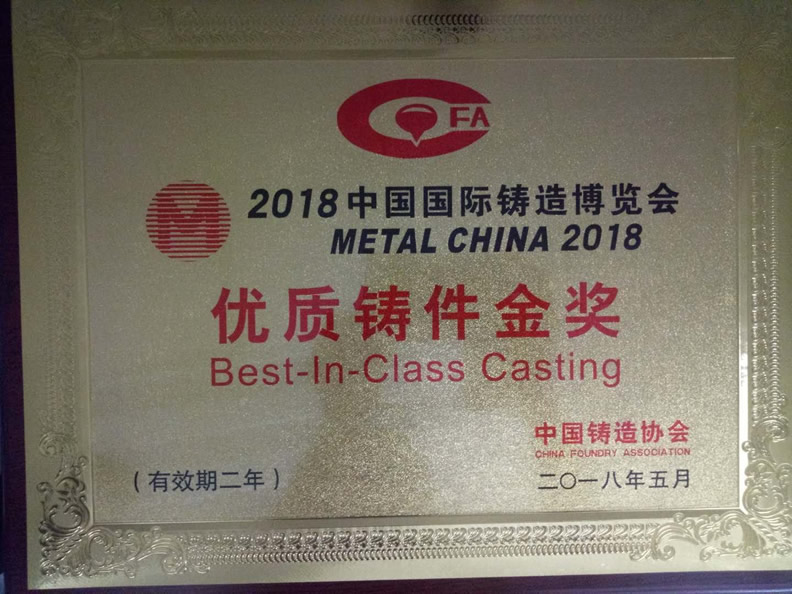 CFA
M
2018中国国际铸造博览会
METAL CHINA 2018
优质铸件金奖
Best-In-Class Casting
中国铸造协会
CHINA FOUNDRY ASSOCIATION
（有效期二年）
二〇一八年五月